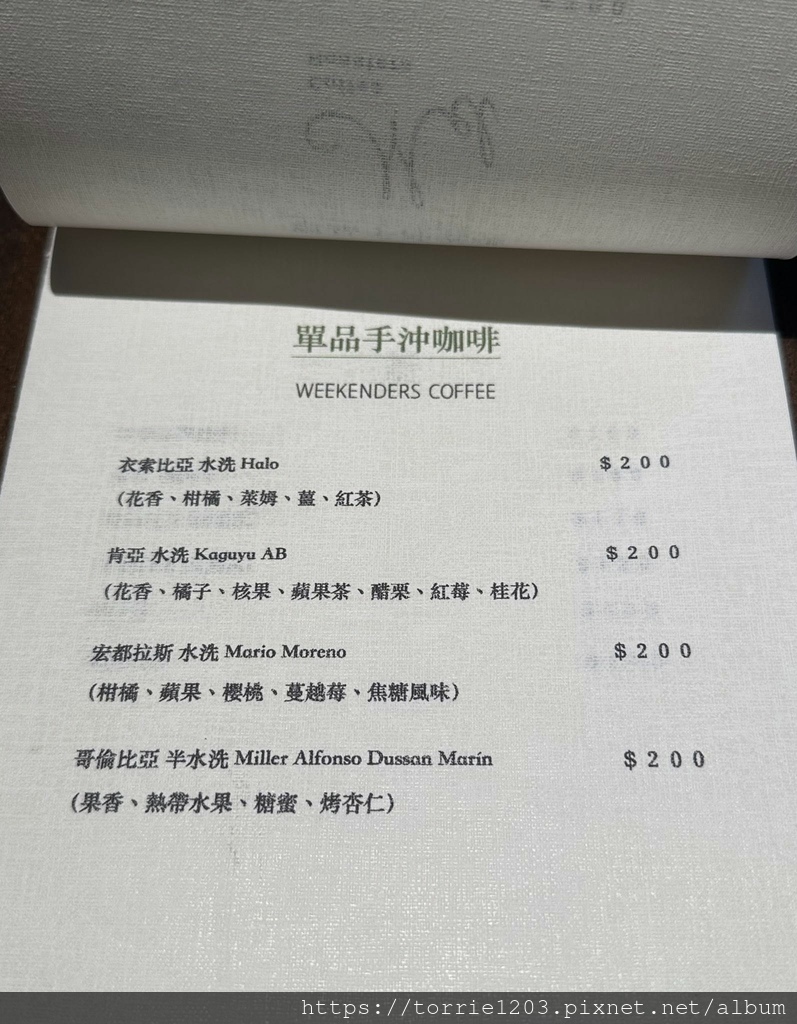 單品手沖咖啡
WEEKENDERS COFFEE
衣索比亞 水洗 Halo $200
（花香、柑橘、萊姆、薑、紅茶）
肯亞 水洗 Kaguyu AB $200
（花香、橘子、核果、蘋果茶、醋栗、紅莓、桂花）
宏都拉斯 水洗 Mario Moreno $200
（柑橘、蘋果、櫻桃、蔓越莓、焦糖風味）
哥倫比亞 半水洗 Miller Alfonso Dussan Marín $200
（果香、熱帶水果、糖蜜、烤杏仁）
https://torrie1203.pixnet.net/album